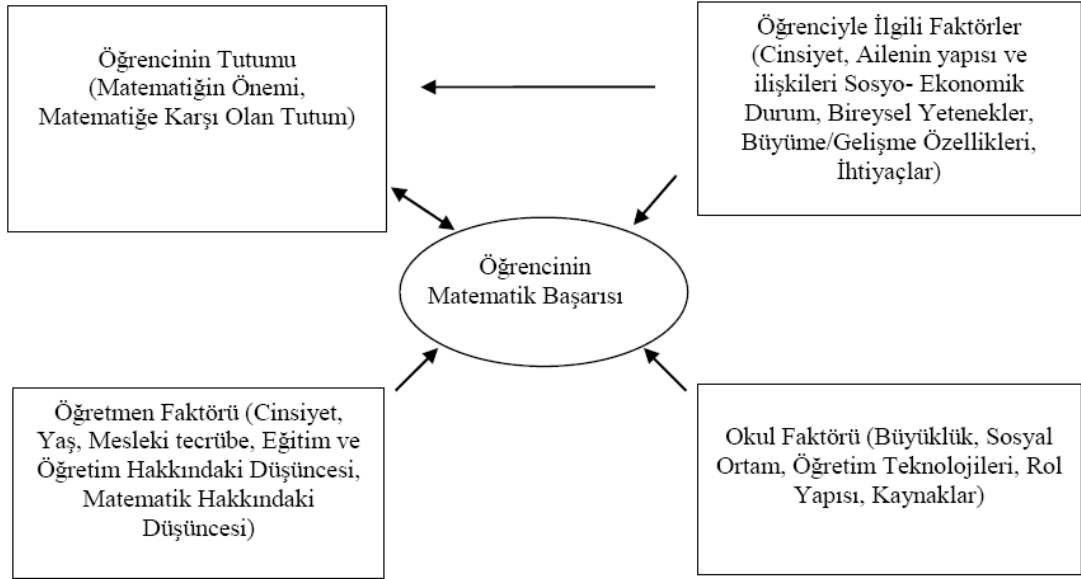 Öğrencinin Tutumu
(Matematiğin Önemi,
Matematiğe Karşı Olan Tutum)
Öğrenciyle İlgili Faktörler
(Cinsiyet, Ailenin yapısı ve
ilişkileri Sosyo- Ekonomik
Durum, Bireysel Yetenekler,
Büyüme/Gelişme Özellikleri,
İhtiyaçlar)
Öğrencinin
Matematik Başarısı
Öğretmen Faktörü (Cinsiyet,
Yaş, Mesleki tecrübe, Eğitim ve
Öğretim Hakkındaki Düşüncesi,
Matematik Hakkındaki
Düşüncesi)
Okul Faktörü (Büyüklük, Sosyal
Ortam, Öğretim Teknolojileri, Rol
Yapısı, Kaynaklar)